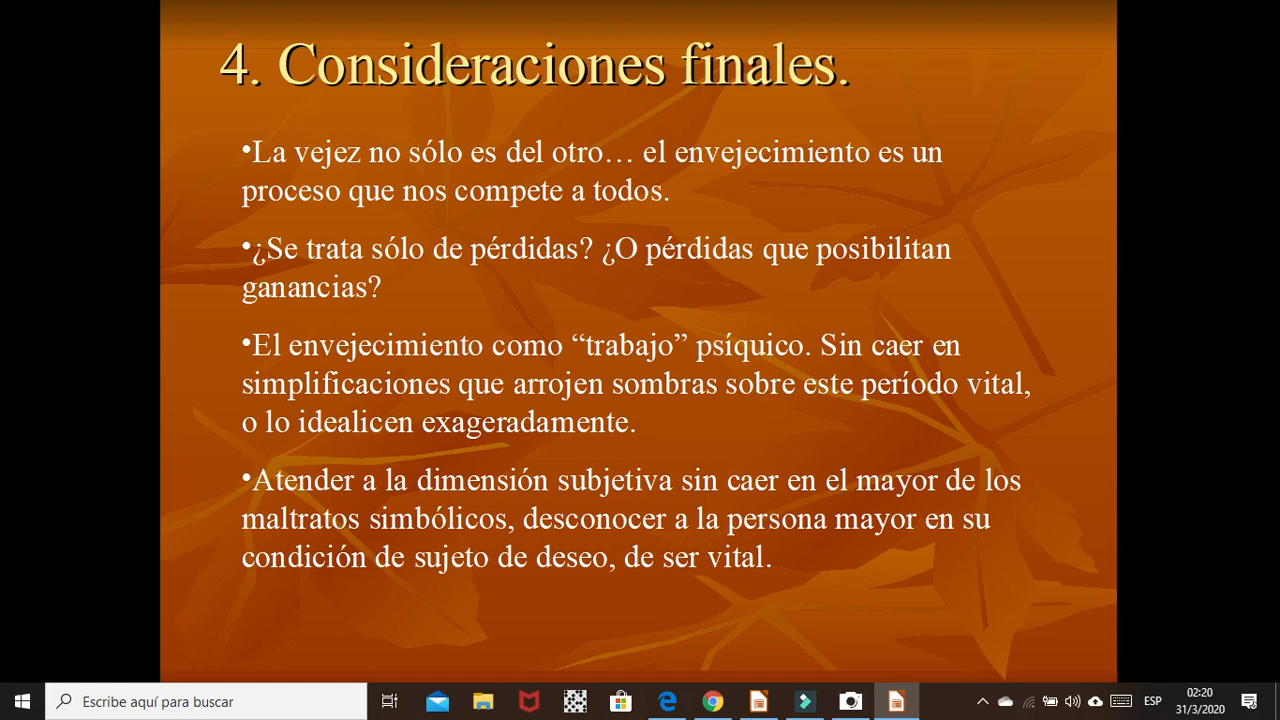 4. Consideraciones finales.
•La vejez no sólo es del otro… el envejecimiento es un
proceso que nos compete a todos.
•¿Se trata sólo de pérdidas? ¿O pérdidas que posibilitan
ganancias?
•El envejecimiento como “trabajo” psíquico. Sin caer en
simplificaciones que arrojen sombras sobre este período vital,
o lo idealicen exageradamente.
•Atender a la dimensión subjetiva sin caer en el mayor de los
maltratos simbólicos, desconocer a la persona mayor en su
condición de sujeto de deseo, de ser vital.
Escribe aquí para buscar
ESP
02:20
31/3/2020